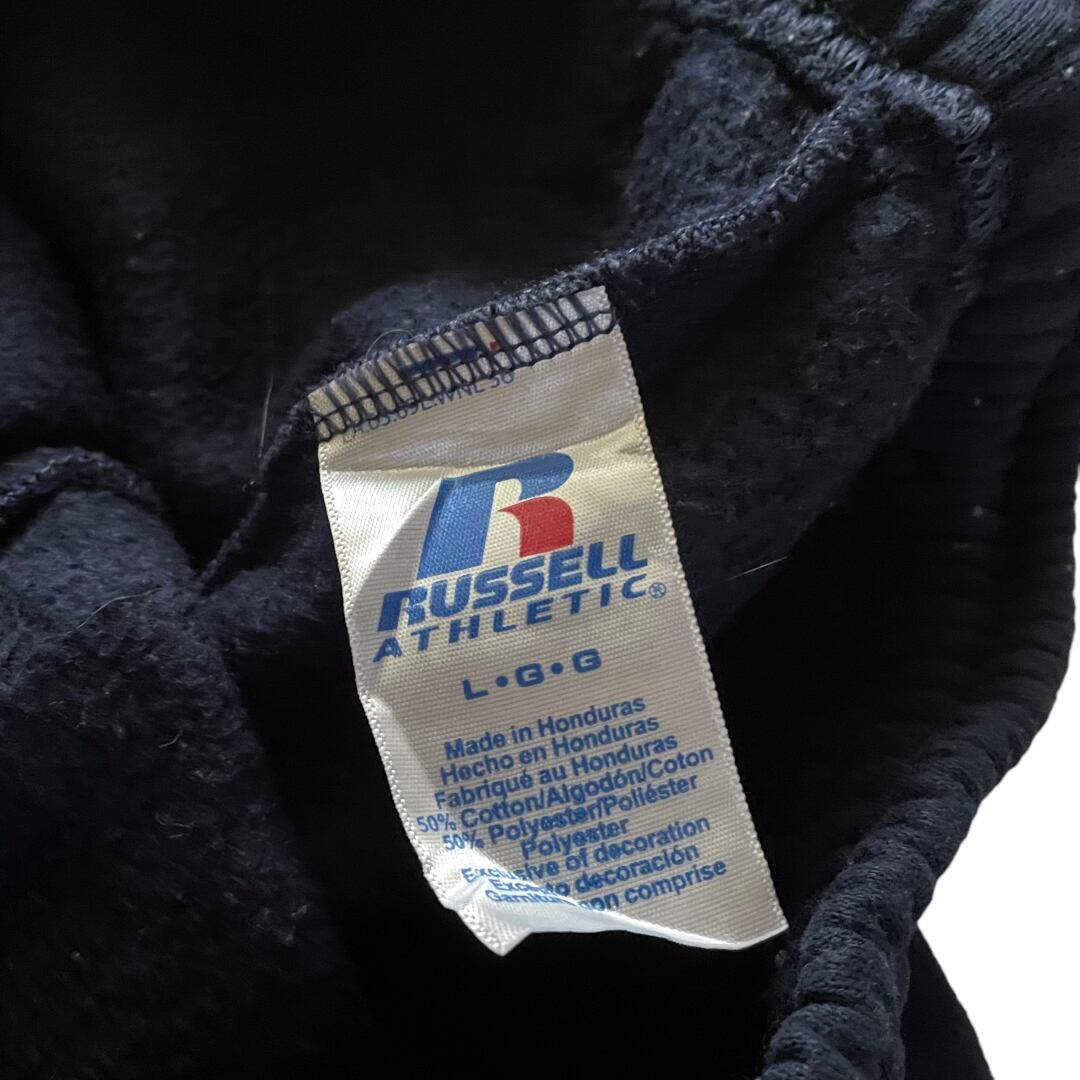 R
RUSSELL
ATHLETIC®
L•G•G
Made in Honduras
Hecho en Honduras
Fabriqué au Honduras
50% Cotton/Algodón/Coton
50% Polyester/Poliéster
Polyester
Exclusive of decoration
Excepto decoración
Garniture non comprise